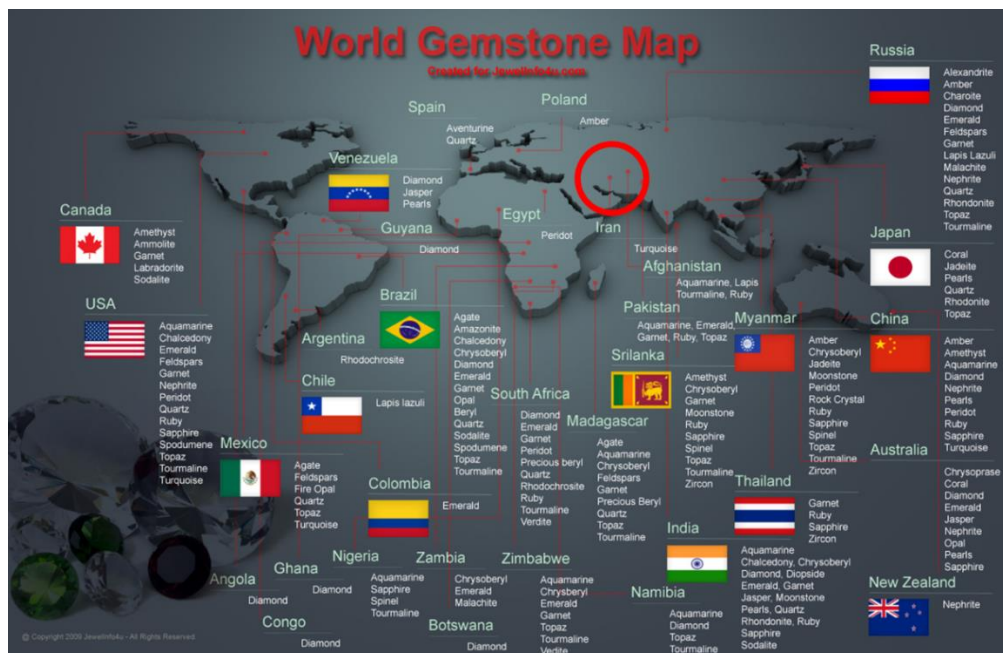 World Gemstone Map
Created for Jewelinfo4u.com
Russia
Alexandrite
Amber
Charoite
Diamond
Emerald
Feldspars
Garnet
Lapis Lazuli
Malachite
Nephrite
Quartz
Rhondonite
Topaz
Tourmaline
Poland
Amber
Spain
Aventurine
Quartz
Venezuela
Diamond
Jasper
Pearls
Canada
Amethyst
Ammolite
Garnet
Labradorite
Sodalite
Guyana
Diamond
Egypt
Peridot
Iran
Turquoise
Japan
Coral
Jadeite
Pearls
Quartz
Rhodonite
Topaz
Afghanistan
Aquamarine, Lapis
Tourmaline, Ruby
USA
Aquamarine
Chalcedony
Emerald
Feldspars
Garnet
Nephrite
Peridot
Quartz
Ruby
Sapphire
Spodumene
Topaz
Tourmaline
Turquoise
Brazil
Agate
Amazonite
Chalcedony
Chrysoberyl
Diamond
Emerald
Garnet
Opal
Beryl
Quartz
Sodalite
Spodumene
Topaz
Tourmaline
Argentina
Rhodochrosite
Pakistan
Aquamarine, Emerald,
Garnet, Ruby, Topaz
Myanmar
Amber
Chrysoberyl
Jadeite
Moonstone
Peridot
Rock Crystal
Ruby
Sapphire
Spinel
Topaz
Tourmaline
Zircon
China
Amber
Amethyst
Aquamarine
Diamond
Nephrite
Pearls
Peridot
Ruby
Sapphire
Turquoise
Chile
Lapis lazuli
Srilanka
Amethyst
Chrysoberyl
Garnet
Moonstone
Ruby
Sapphire
Spinel
Topaz
Tourmaline
Zircon
South Africa
Diamond
Emerald
Garnet
Peridot
Precious beryl
Quartz
Rhodochrosite
Ruby
Tourmaline
Verdite
Madagascar
Agate
Aquamarine
Chrysoberyl
Feldspars
Garnet
Precious Beryl
Quartz
Topaz
Tourmaline
Mexico
Agate
Feldspars
Fire Opal
Quartz
Topaz
Turquoise
Australia
Chrysoprase
Coral
Diamond
Emerald
Jasper
Nephrite
Opal
Pearls
Sapphire
Colombia
Emerald
Thailand
Garnet
Ruby
Sapphire
Zircon
India
Aquamarine
Chalcedony, Chrysoberyl
Diamond, Diopside
Emerald, Garnet
Jasper, Moonstone
Pearls, Quartz
Rhondonite, Ruby
Sapphire
Sodalite
Angola
Diamond
Ghana
Diamond
Nigeria
Aquamarine
Sapphire
Spinel
Tourmaline
Zambia
Chrysoberyl
Emerald
Malachite
Zimbabwe
Aquamarine
Chrysberyl
Emerald
Garnet
Topaz
Tourmaline
Vedite
Namibia
Aquamarine
Diamond
Topaz
Tourmaline
New Zealand
Nephrite
Congo
Diamond
Botswana
Diamond
@ Copyright 2009 Jewelinfo4u - All Rights Reserved